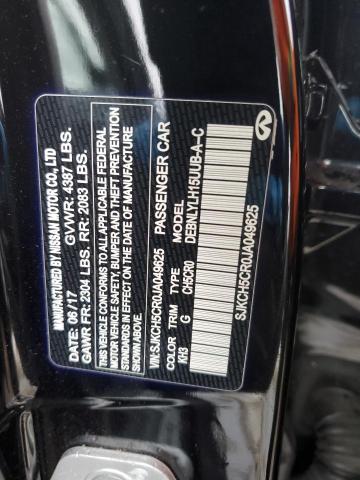 MFD BY NISSAN MOTOR CO., LTD
DATE: 06/17 GVWR: 4387 LBS.
GAWR FR: 2304 LBS. RR: 2083 LBS.
THIS VEHICLE CONFORMS TO ALL APPLICABLE FEDERAL
MOTOR VEHICLE SAFETY, BUMPER AND THEFT PREVENTION
STANDARDS IN EFFECT ON THE DATE OF MANUFACTURE
SHOWN ABOVE.
VIN:SJKCH5CR0JA049625 PASSENGER CAR
COLOR TRIM TYPE MODEL
KH3 G CH5CR0 DEBNLYLH15UUB-A-C
SJKCH5CR0JA049625